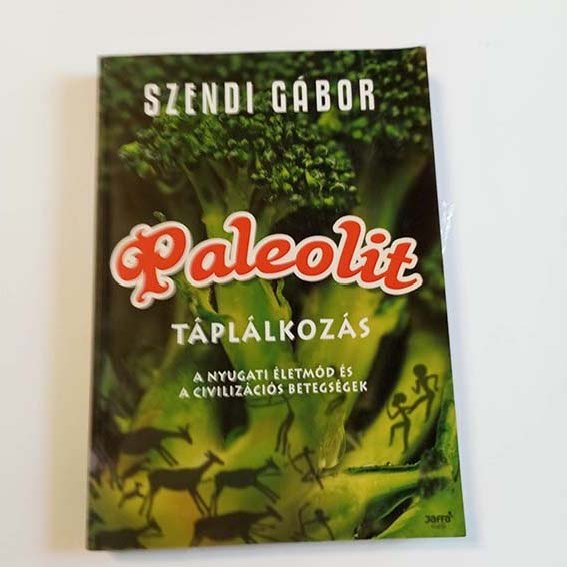 SZENDI GÁBOR
Paleolit
TÁPLÁLKOZÁS
A NYUGATI ÉLETMÓD ÉS
A CIVILIZÁCIÓS BETEGSÉGEK
Jaffa